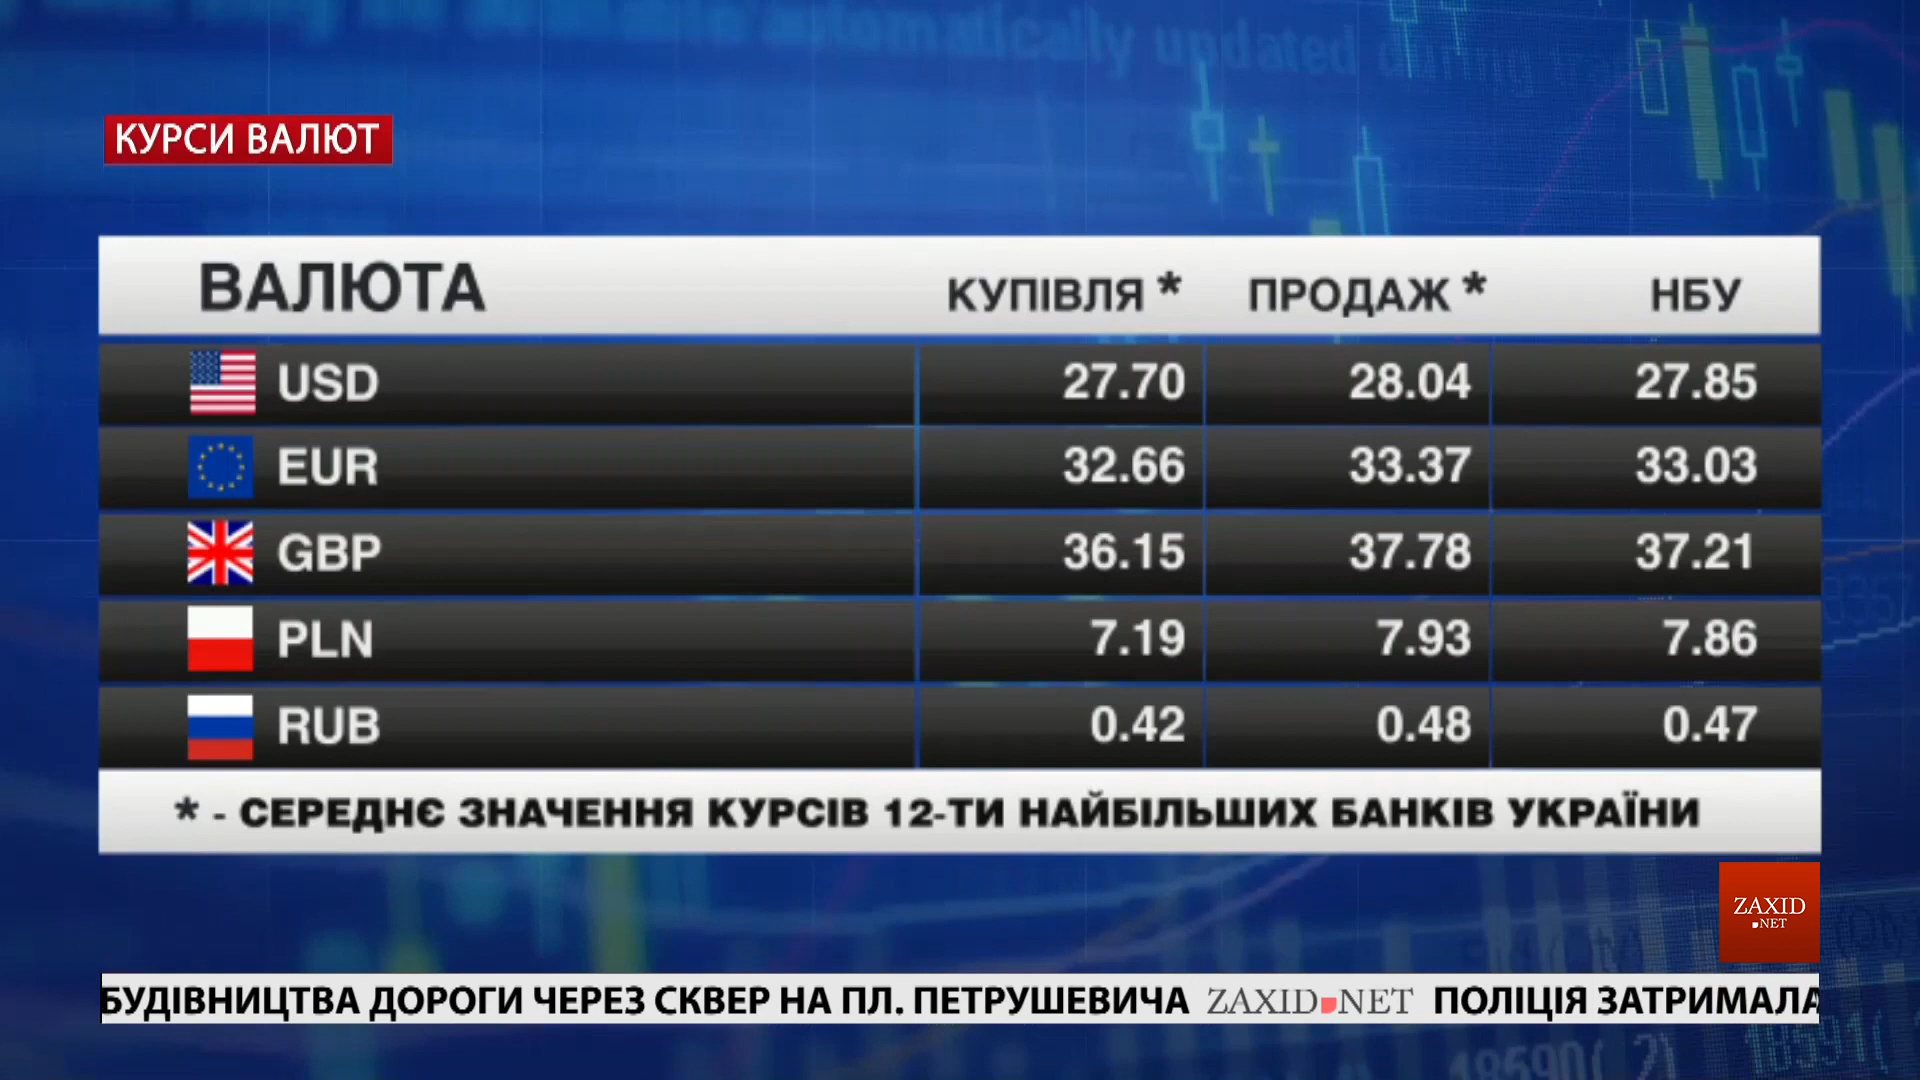 automatically updated during
КУРСИ ВАЛЮТ
ВАЛЮТА КУПІВЛЯ * ПРОДАЖ * НБУ
USD 27.70 28.04 27.85
EUR 32.66 33.37 33.03
GBP 36.15 37.78 37.21
PLN 7.19 7.93 7.86
RUB 0.42 0.48 0.47
* - СЕРЕДНЄ ЗНАЧЕННЯ КУРСІВ 12-ТИ НАЙБІЛЬШИХ БАНКІВ УКРАЇНИ
ZAXID
.NET
БУДІВНИЦТВА ДОРОГИ ЧЕРЕЗ СКВЕР НА ПЛ. ПЕТРУШЕВИЧА ZAXID.NET ПОЛІЦІЯ ЗАТРИМАЛА